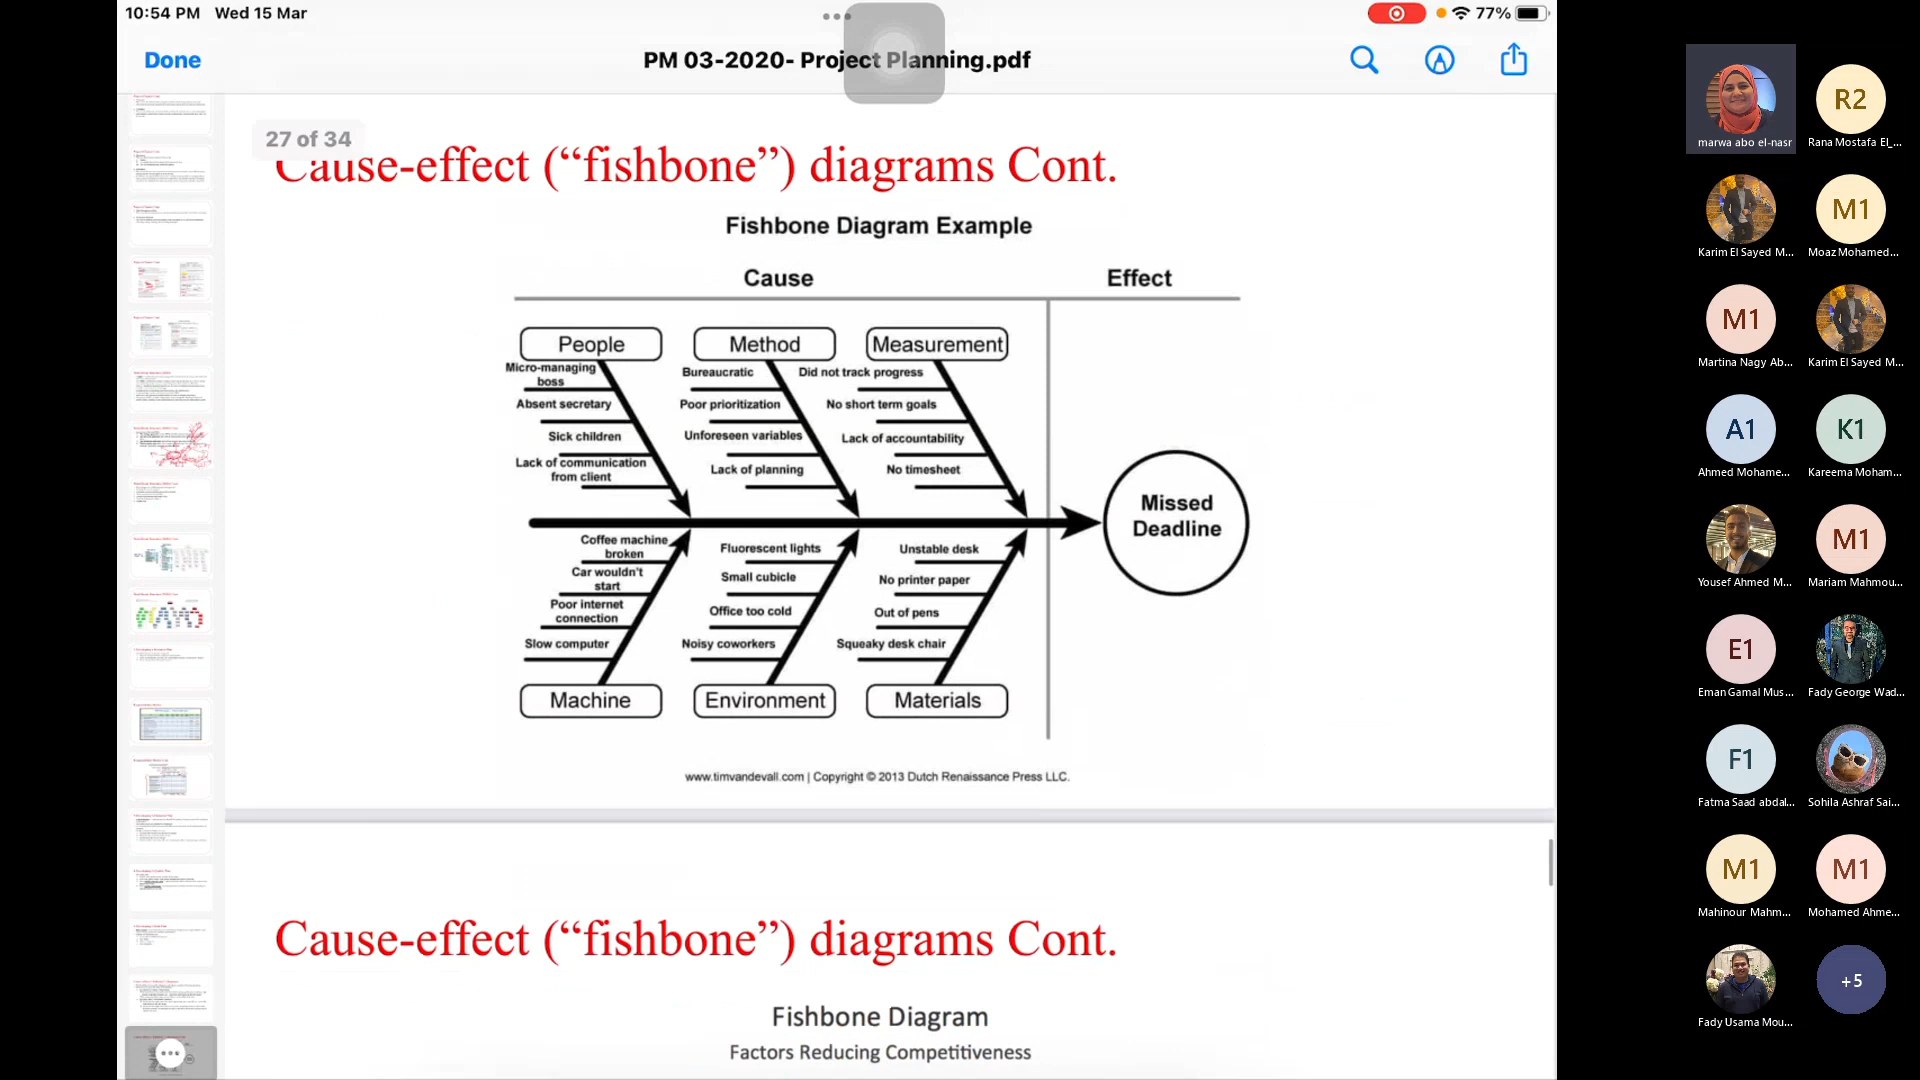 10:54 PM Wed 15 Mar
77%
Done
PM 03-2020- Project Planning.pdf
27 of 34
Cause-effect (“fishbone”) diagrams Cont.
Fishbone Diagram Example
Cause
Effect
People
Method
Measurement
Micro-managing
boss
Absent secretary
Sick children
Lack of communication
from client
Bureaucratic
Poor prioritization
Unforeseen variables
Lack of planning
Did not track progress
No short term goals
Lack of accountability
No timesheet
Missed
Deadline
Coffee machine
broken
Car wouldn't
start
Poor internet
connection
Slow computer
Fluorescent lights
Small cubicle
Office too cold
Noisy coworkers
Unstable desk
No printer paper
Out of pens
Squeaky desk chair
Machine
Environment
Materials
www.timvandevall.com | Copyright © 2013 Dutch Renaissance Press LLC.
Cause-effect (“fishbone”) diagrams Cont.
Fishbone Diagram
Factors Reducing Competitiveness
marwa abo el-nasr
R2
Rana Mostafa El_...
Karim El Sayed M...
M1
Moaz Mohamed...
M1
Martina Nagy Ab...
Karim El Sayed M...
A1
Ahmed Mohame...
K1
Kareema Moham...
Yousef Ahmed M...
M1
Mariam Mahmou...
E1
Eman Gamal Mus...
Fady George Wad...
F1
Fatma Saad abdal...
Sohila Ashraf Sai...
M1
Mahinour Mahm...
M1
Mohamed Ahme...
Fady Usama Mou...
+5